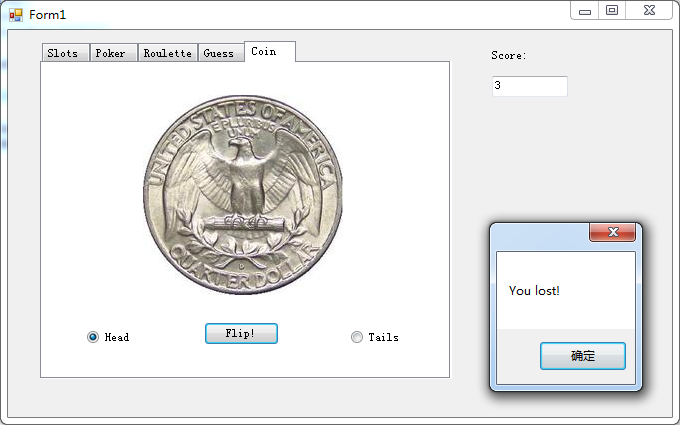 Form1
Slots Poker Roulette Guess Coin
Score:
3
UNITED STATES OF AMERICA
E PLURIBUS
UNUM
D
QUARTER DOLLAR
Head Flip! Tails
You lost!
确定